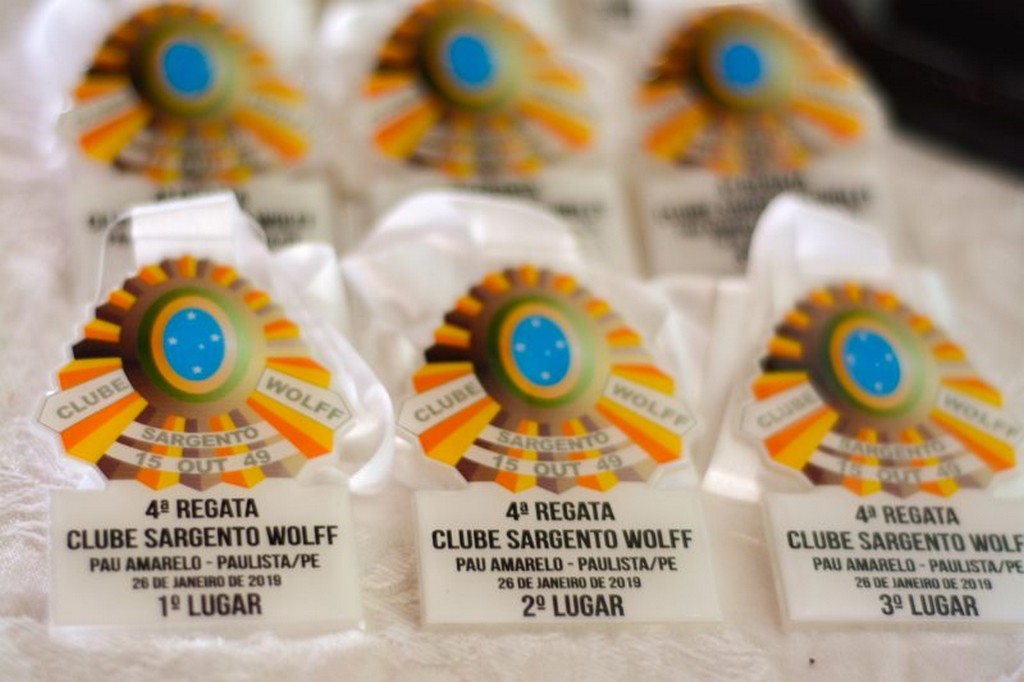 CLUBE WOLFF
SARGENTO
15 OUT 49
4ª REGATA
CLUBE SARGENTO WOLFF
PAU AMARELO - PAULISTA/PE
26 DE JANEIRO DE 2019
1º LUGAR
CLUBE WOLFF
SARGENTO
15 OUT 49
4ª REGATA
CLUBE SARGENTO WOLFF
PAU AMARELO - PAULISTA/PE
26 DE JANEIRO DE 2019
2º LUGAR
CLUBE WOLFF
SARGENTO
15 OUT 49
4ª REGATA
CLUBE SARGENTO WOLF
PAU AMARELO - PAULISTA/PE
26 DE JANEIRO DE 2019
3º LUGAR